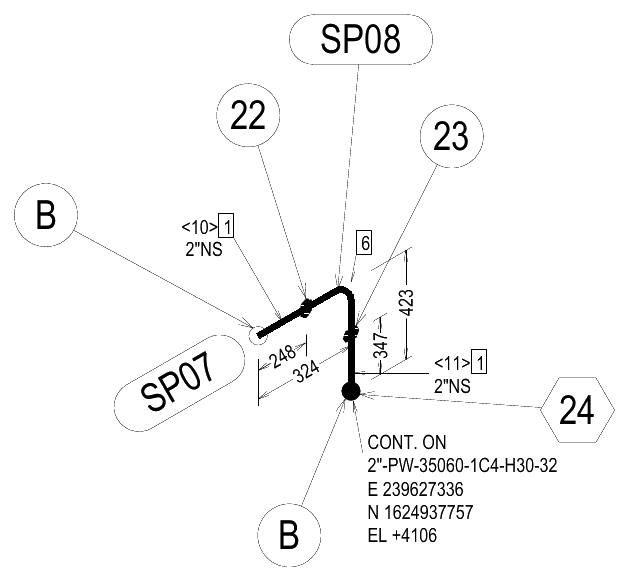 SP08
22
23
B
<10> 1
2"NS
6
423
347
248
324
SP07
<11> 1
2"NS
24
CONT. ON
2"-PW-35060-1C4-H30-32
E 239627336
N 1624937757
EL +4106
B